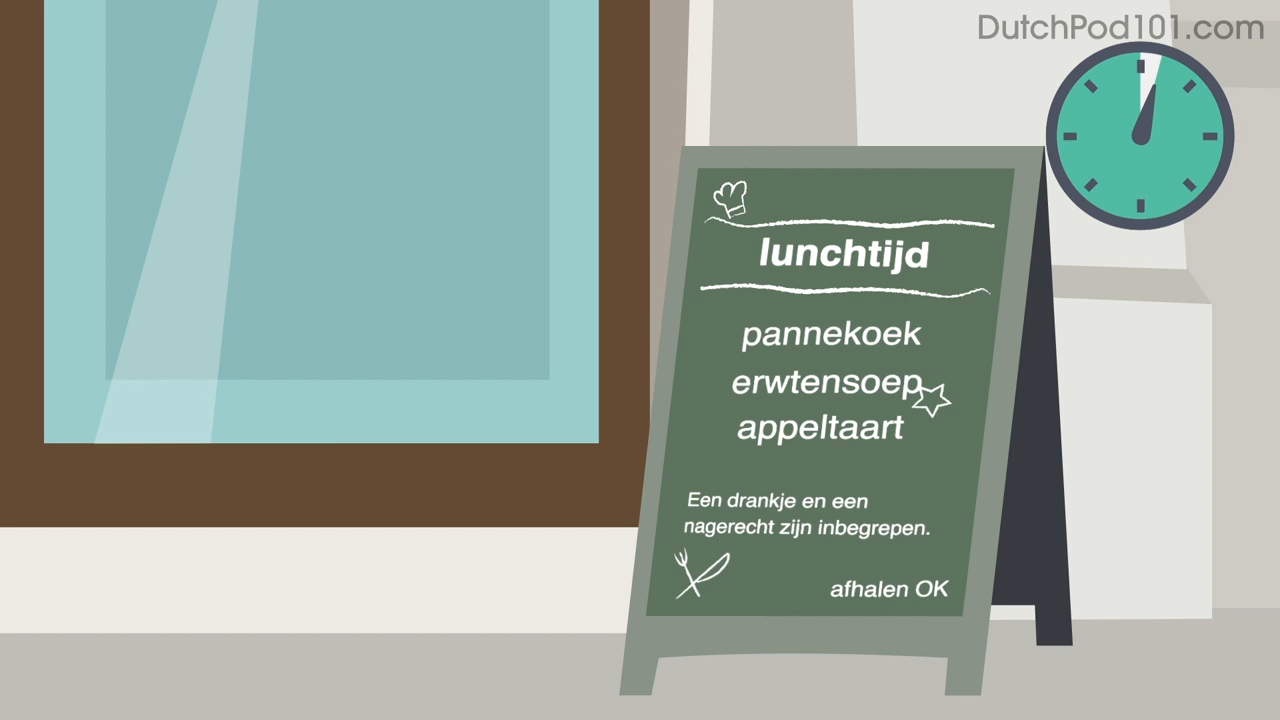 DutchPod101.com
lunchtijd
pannekoek
erwtensoep
appeltaart
Een drankje en een
nagerecht zijn inbegrepen.
afhalen OK